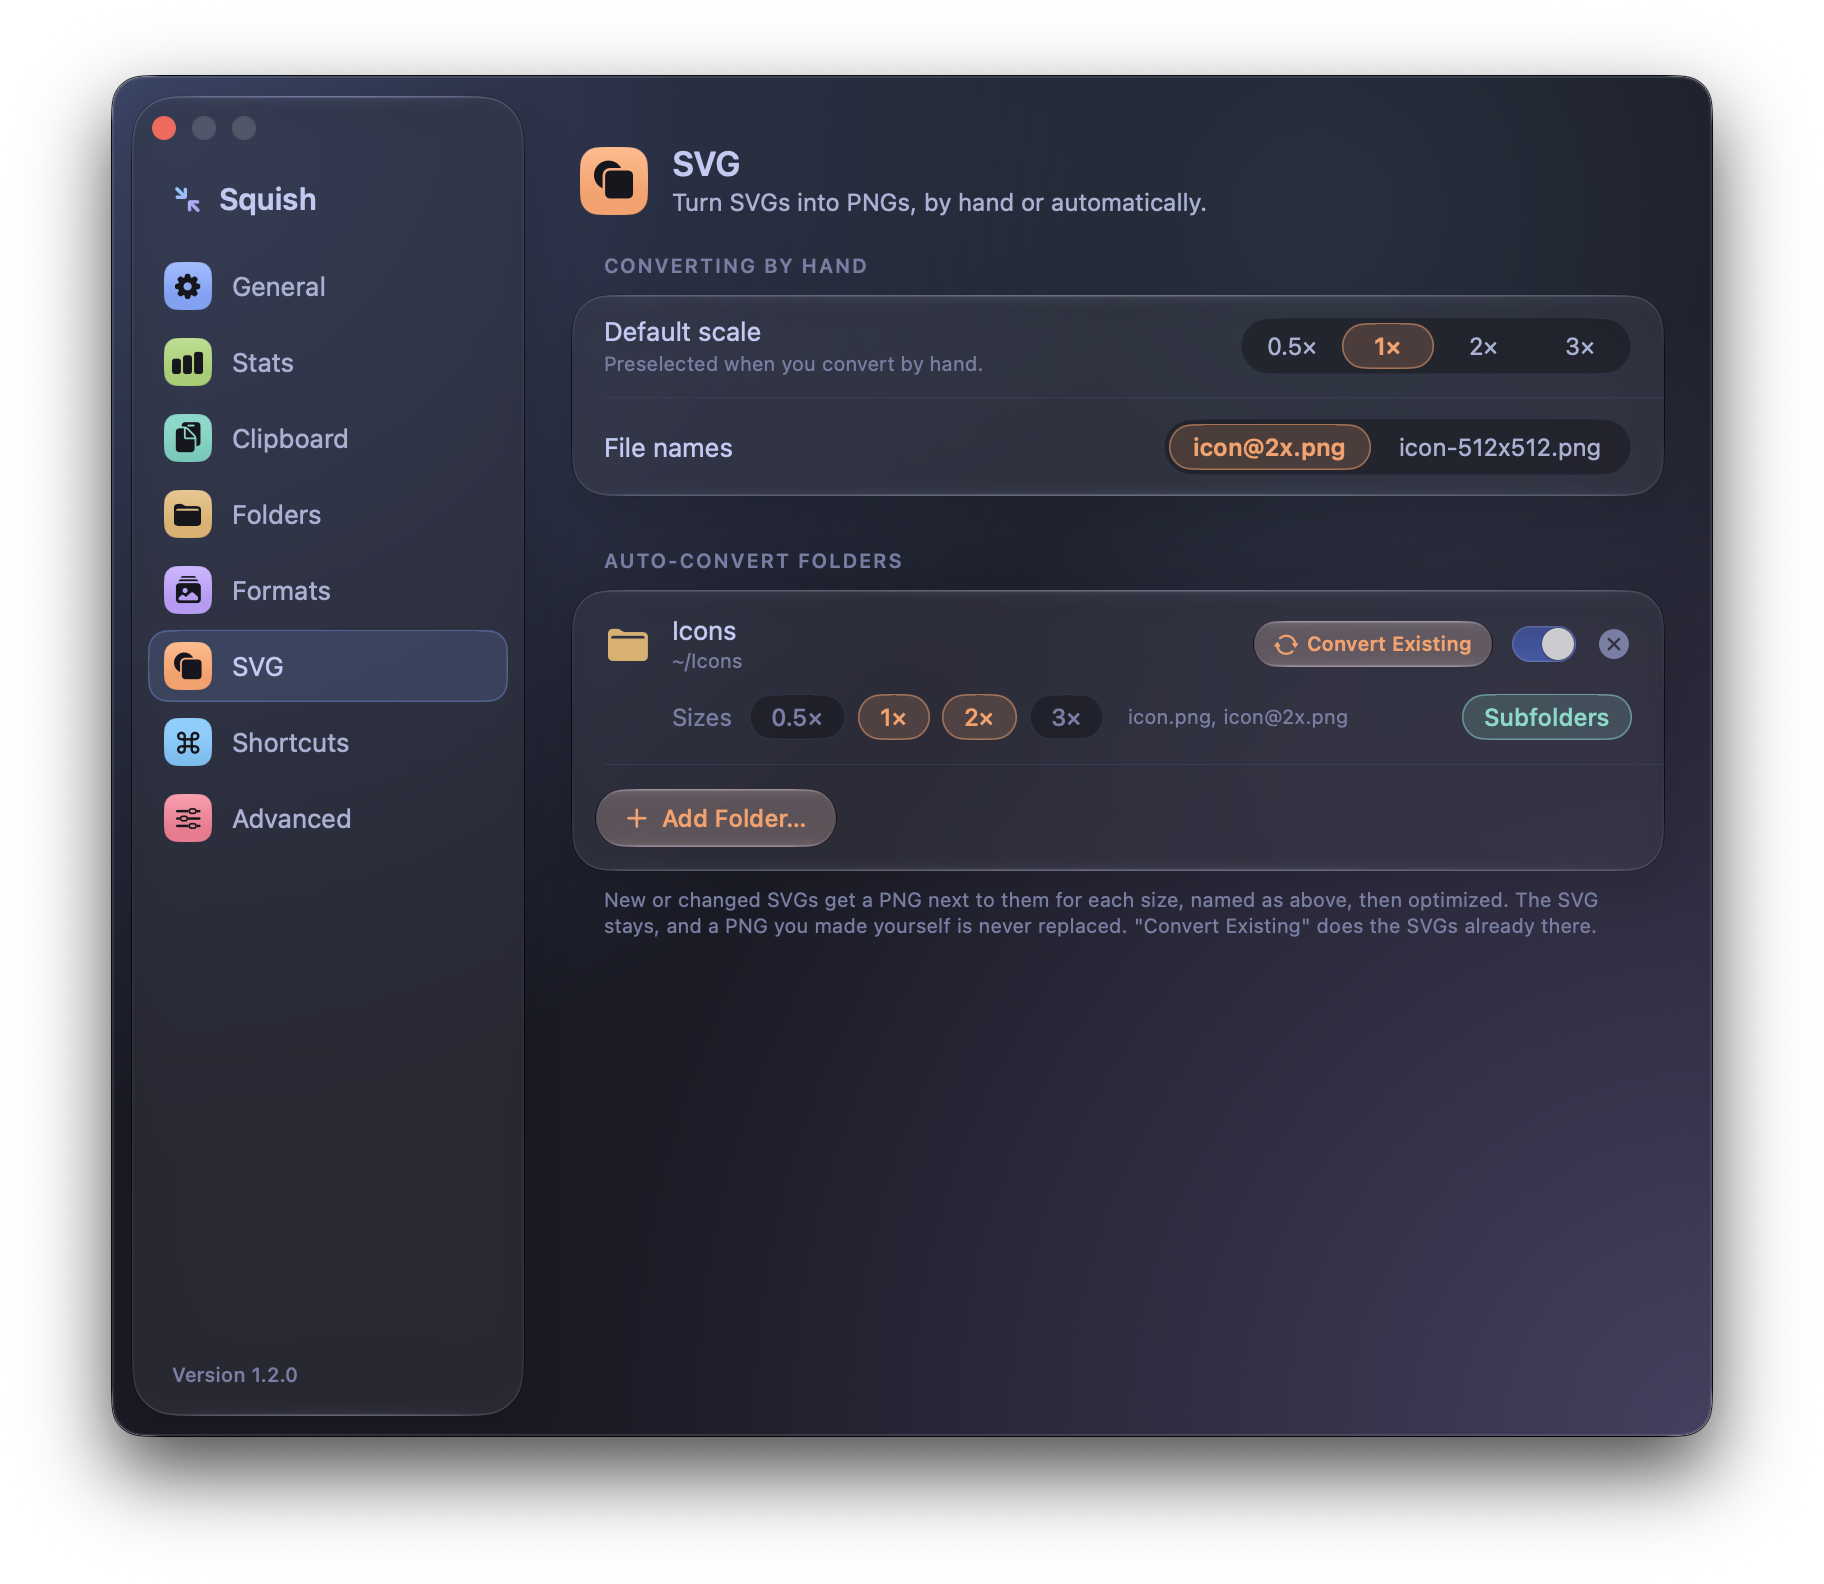 Squish
General
Stats
Clipboard
Folders
Formats
SVG
Shortcuts
Advanced
Version 1.2.0
SVG
Turn SVGs into PNGs, by hand or automatically.
CONVERTING BY HAND
Default scale
Preselected when you convert by hand.
0.5× 1× 2× 3×
File names
icon@2x.png icon-512x512.png
AUTO-CONVERT FOLDERS
Icons
~/Icons
Convert Existing
Sizes 0.5× 1× 2× 3× icon.png, icon@2x.png Subfolders
Add Folder...
New or changed SVGs get a PNG next to them for each size, named as above, then optimized. The SVG
stays, and a PNG you made yourself is never replaced. "Convert Existing" does the SVGs already there.